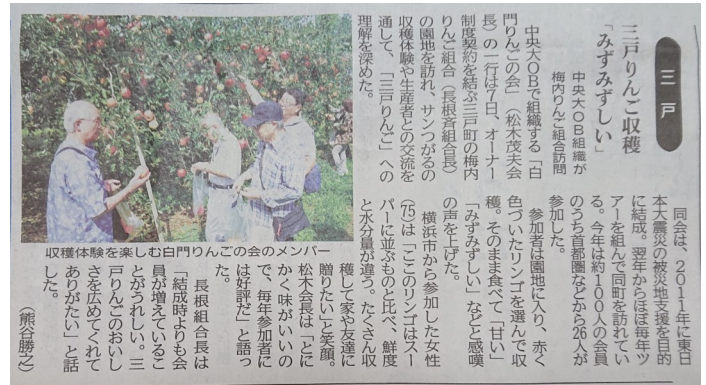 三戸
三戸りんご収穫
「みずみずしい」
中央大OB組織が
梅内りんご組合訪問
中央大OBで組織する「白
門りんごの会」(松木茂夫会
長)の一行は7日、オーナー
制度契約を結ぶ三戸町の梅内
りんご組合(長根斉組合長)
の園地を訪れ、サンつがるの
収穫体験や生産者との交流を
通して、「三戸りんご」への
理解を深めた。
収穫体験を楽しむ白門りんごの会のメンバー
同会は、2011年に東日
本大震災の被災地支援を目的
に結成。翌年からほぼ毎年ツ
アーを組んで同町を訪れてい
る。今年は約100人の会員
のうち首都圏などから26人が
参加した。
参加者は園地に入り、赤く
色づいたリンゴを選んで収
穫。そのまま食べて「甘い」
「みずみずしい」などと感嘆
の声を上げた。
横浜市から参加した女性
(75)は「ここのリンゴはスー
パーに並ぶものと比べ、鮮度
と水分量が違う。たくさん収
穫して家や友達に
贈りたい」と笑顔。
松木会長は「とに
かく味がいいの
で、毎年参加者に
は好評だ」と語っ
た。
長根組合長は
「結成時よりも会
員が増えているこ
とがうれしい。三
戸りんごのおいし
さを広めてくれて
ありがたい」と話
した。
(熊谷勝之)